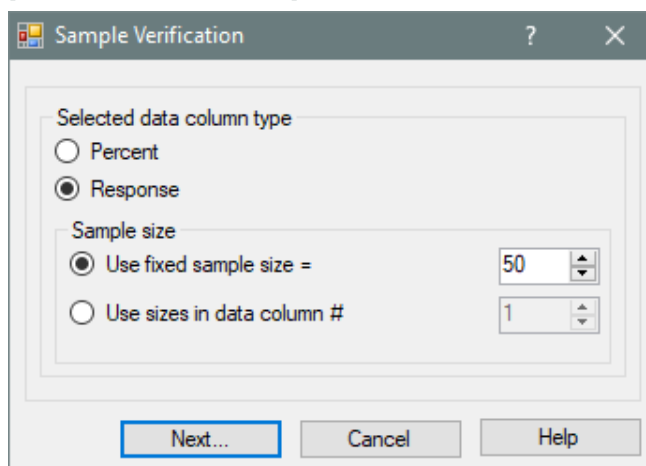 Sample Verification ? ×
Selected data column type
Percent
Response
Sample size
Use fixed sample size = 50
Use sizes in data column # 1
Next... Cancel Help